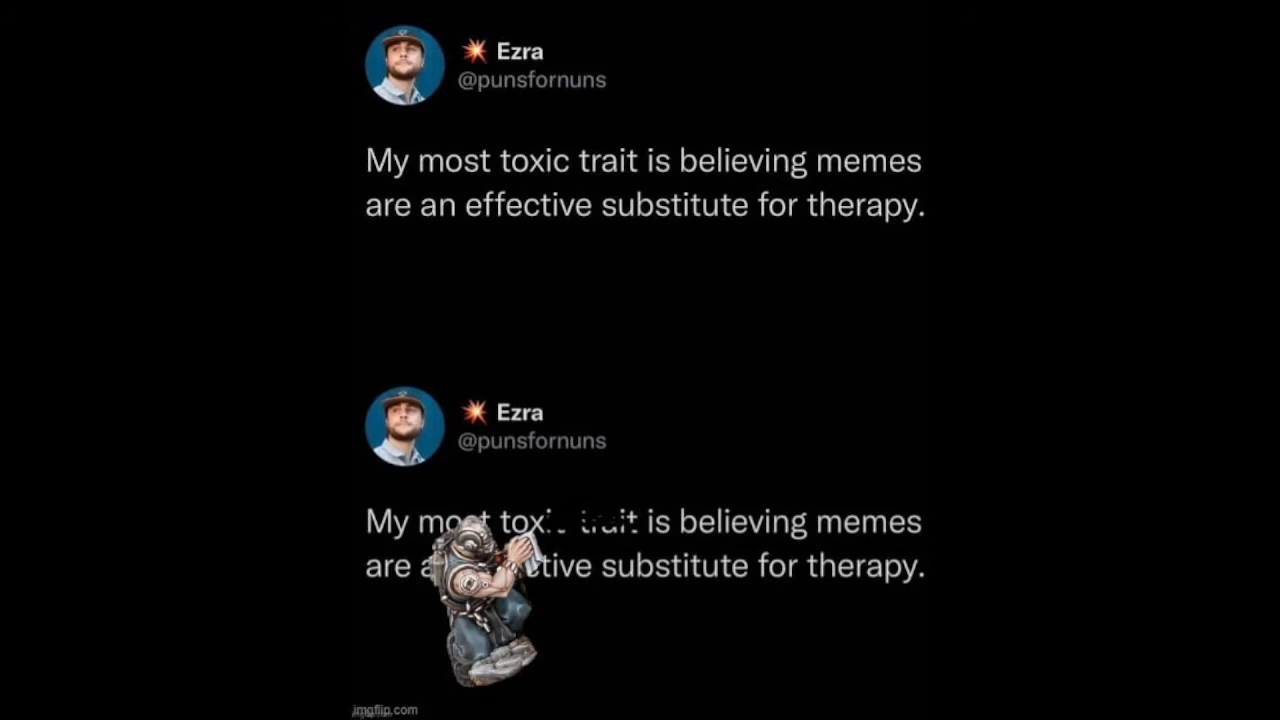 Ezra
@punsfornuns
My most toxic trait is believing memes
are an effective substitute for therapy.
Ezra
@punsfornuns
My most is believing memes
are substitute for therapy.
imgflip.com